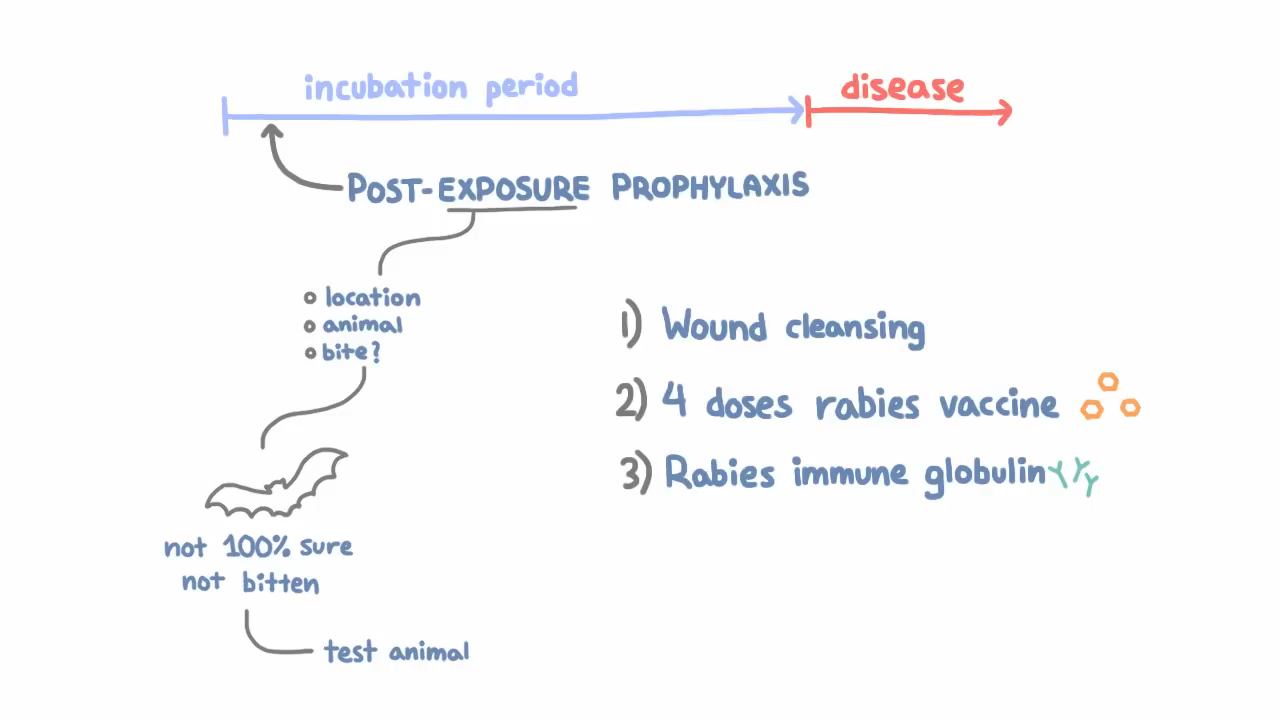 incubation period
disease
POST-EXPOSURE PROPHYLAXIS
location
animal
bite?
not 100% sure
not bitten
test animal
1) Wound cleansing
2) 4 doses rabies vaccine
3) Rabies immune globulin